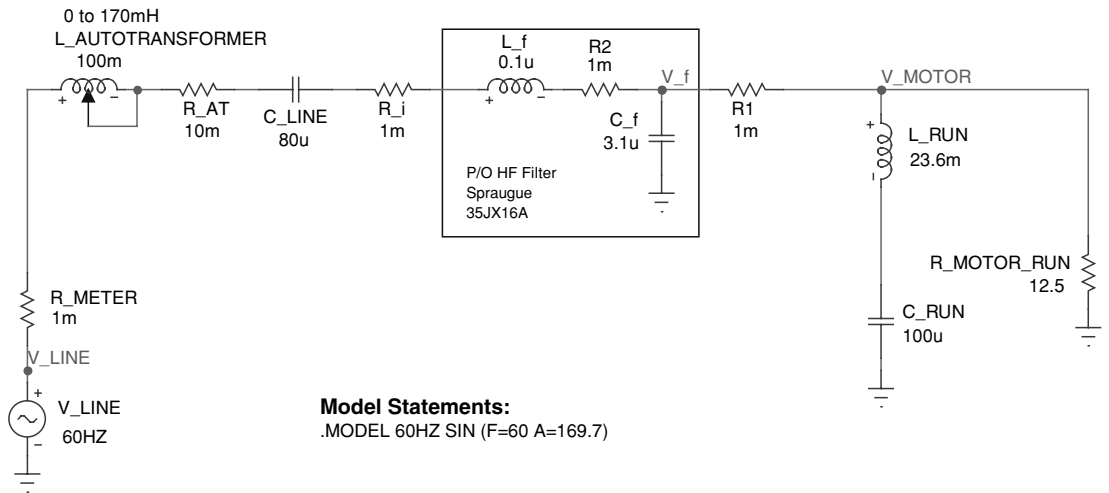 0 to 170mH
L_AUTOTRANSFORMER
100m
+
-
R_AT
10m
C_LINE
80u
R_i
1m
L_f
0.1u
+
-
R2
1m
V_f
C_f
3.1u
P/O HF Filter
Spraugue
35JX16A
R1
1m
V_MOTOR
+
-
L_RUN
23.6m
R_MOTOR_RUN
12.5
C_RUN
100u
R_METER
1m
V_LINE
+
-
V_LINE
60HZ
Model Statements:
.MODEL 60HZ SIN (F=60 A=169.7)